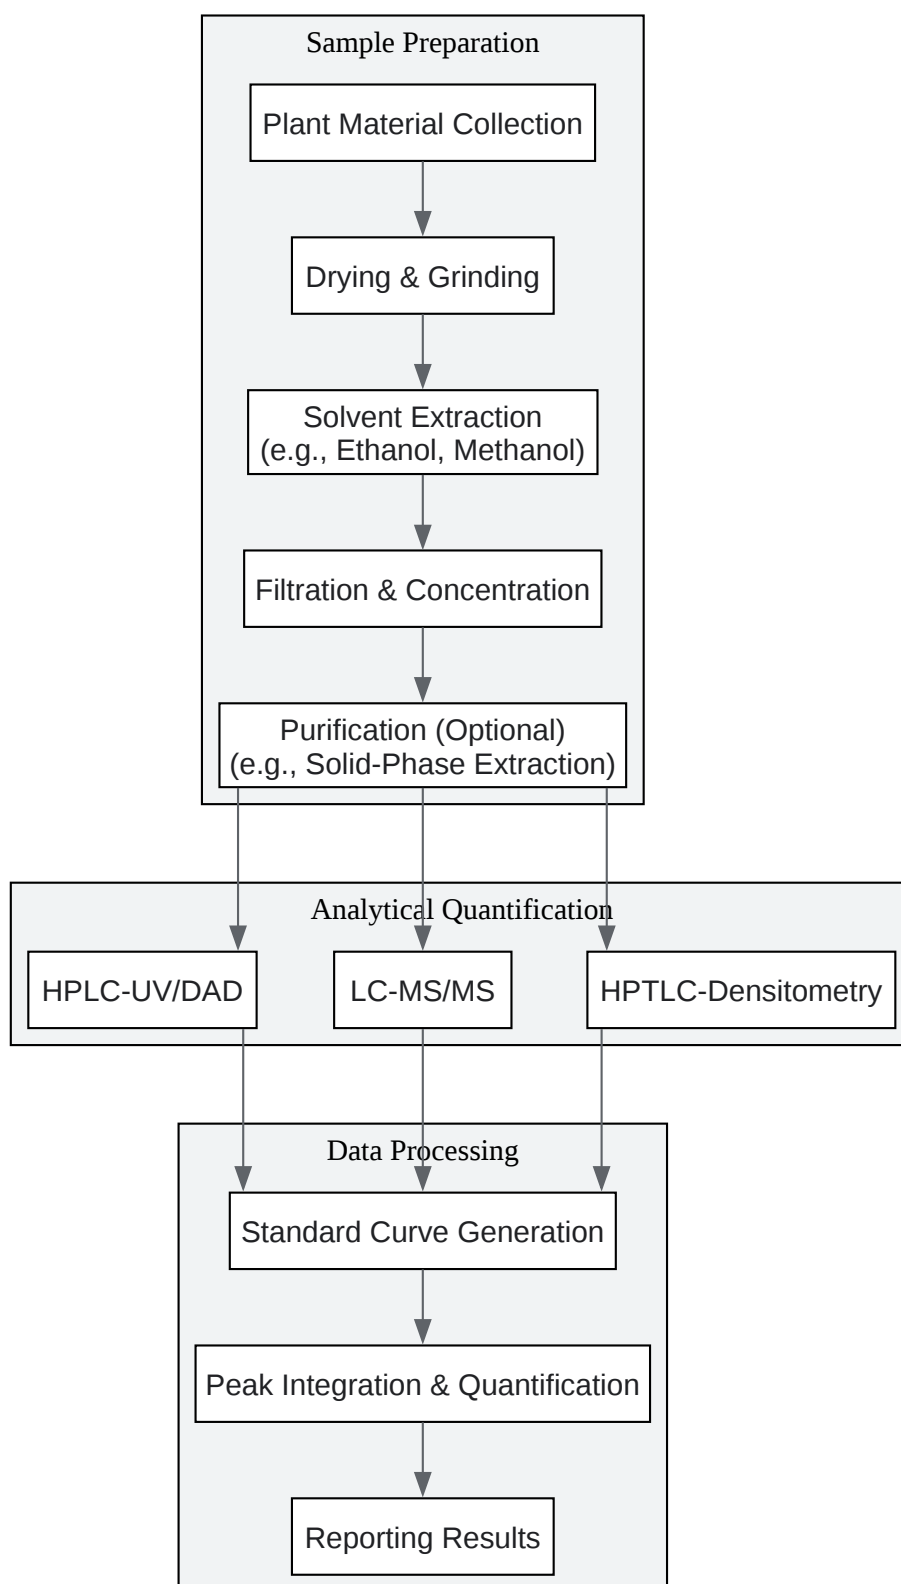 Sample Preparation
Plant Material Collection
Drying & Grinding
Solvent Extraction
(e.g., Ethanol, Methanol)
Filtration & Concentration
Purification (Optional)
(e.g., Solid-Phase Extraction)
Analytical Quantification
HPLC-UV/DAD
LC-MS/MS
HPTLC-Densitometry
Data Processing
Standard Curve Generation
Peak Integration & Quantification
Reporting Results